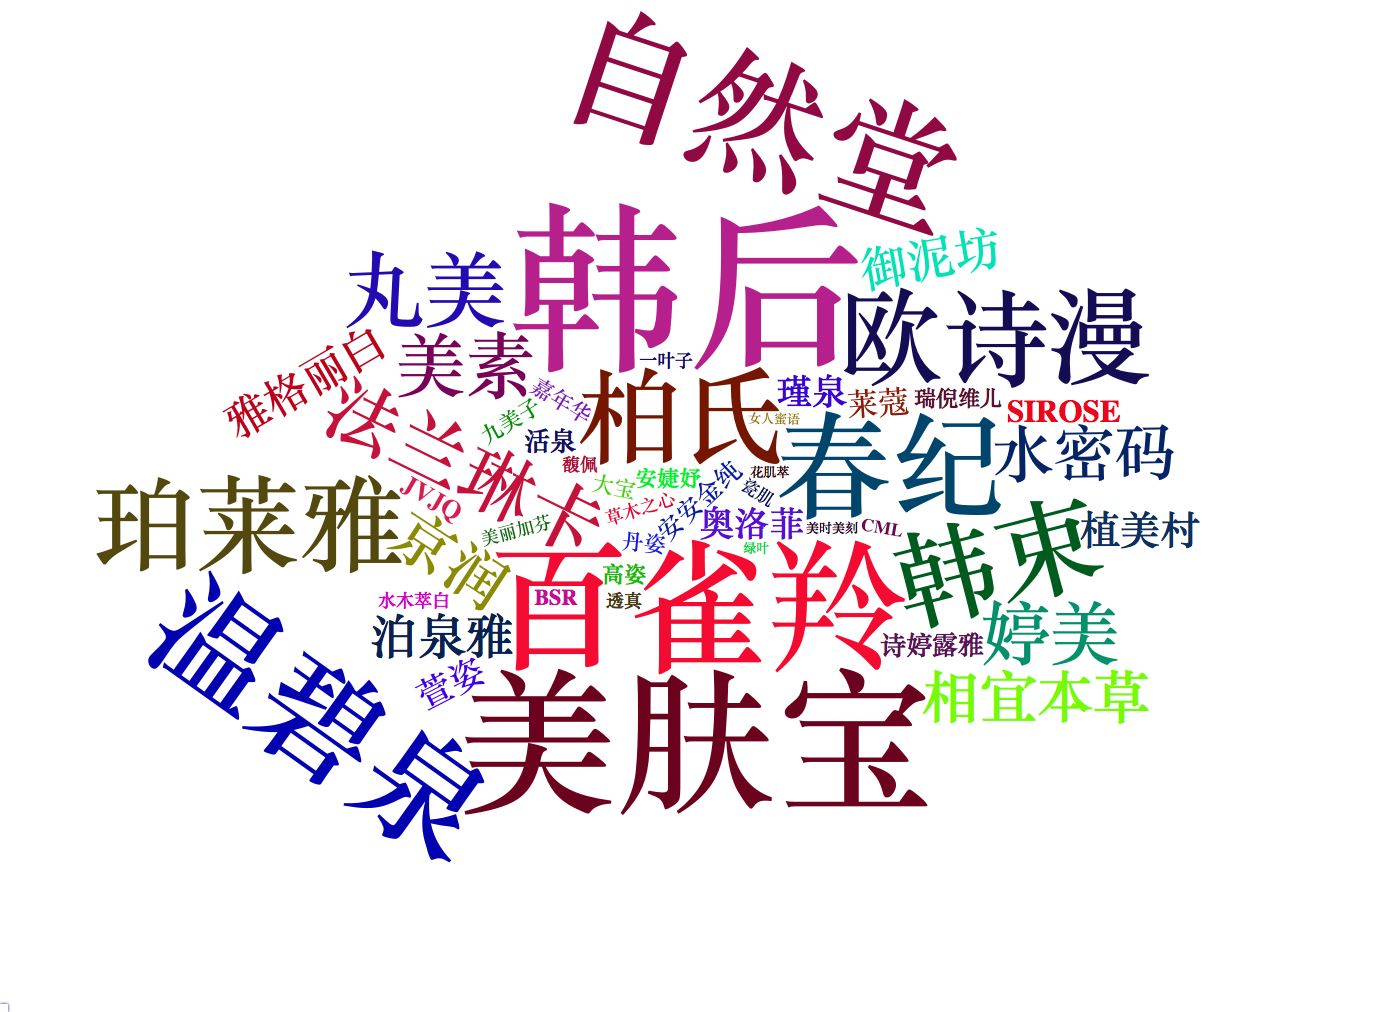 自然堂
韩后
御泥坊
丸美
欧诗漫
美素
雅格丽白
一叶子
柏氏
瑾泉
莱蔻
瑞倪维儿
SIROSE
嘉年华
女人蜜语
法兰琳卡
九美子
活泉
春纪
水密码
馥佩
花肌萃
安婕妤
大宝
安安金纯
瓷肌
珀莱雅
JVJQ
草木之心
奥洛菲
美时美刻
CML
韩束
植美村
京润
美丽加芬
丹姿
绿叶
百雀羚
高姿
BSR
透真
水木萃白
温碧泉
泊泉雅
诗婷露雅
婷美
萱姿
美肤宝
相宜本草